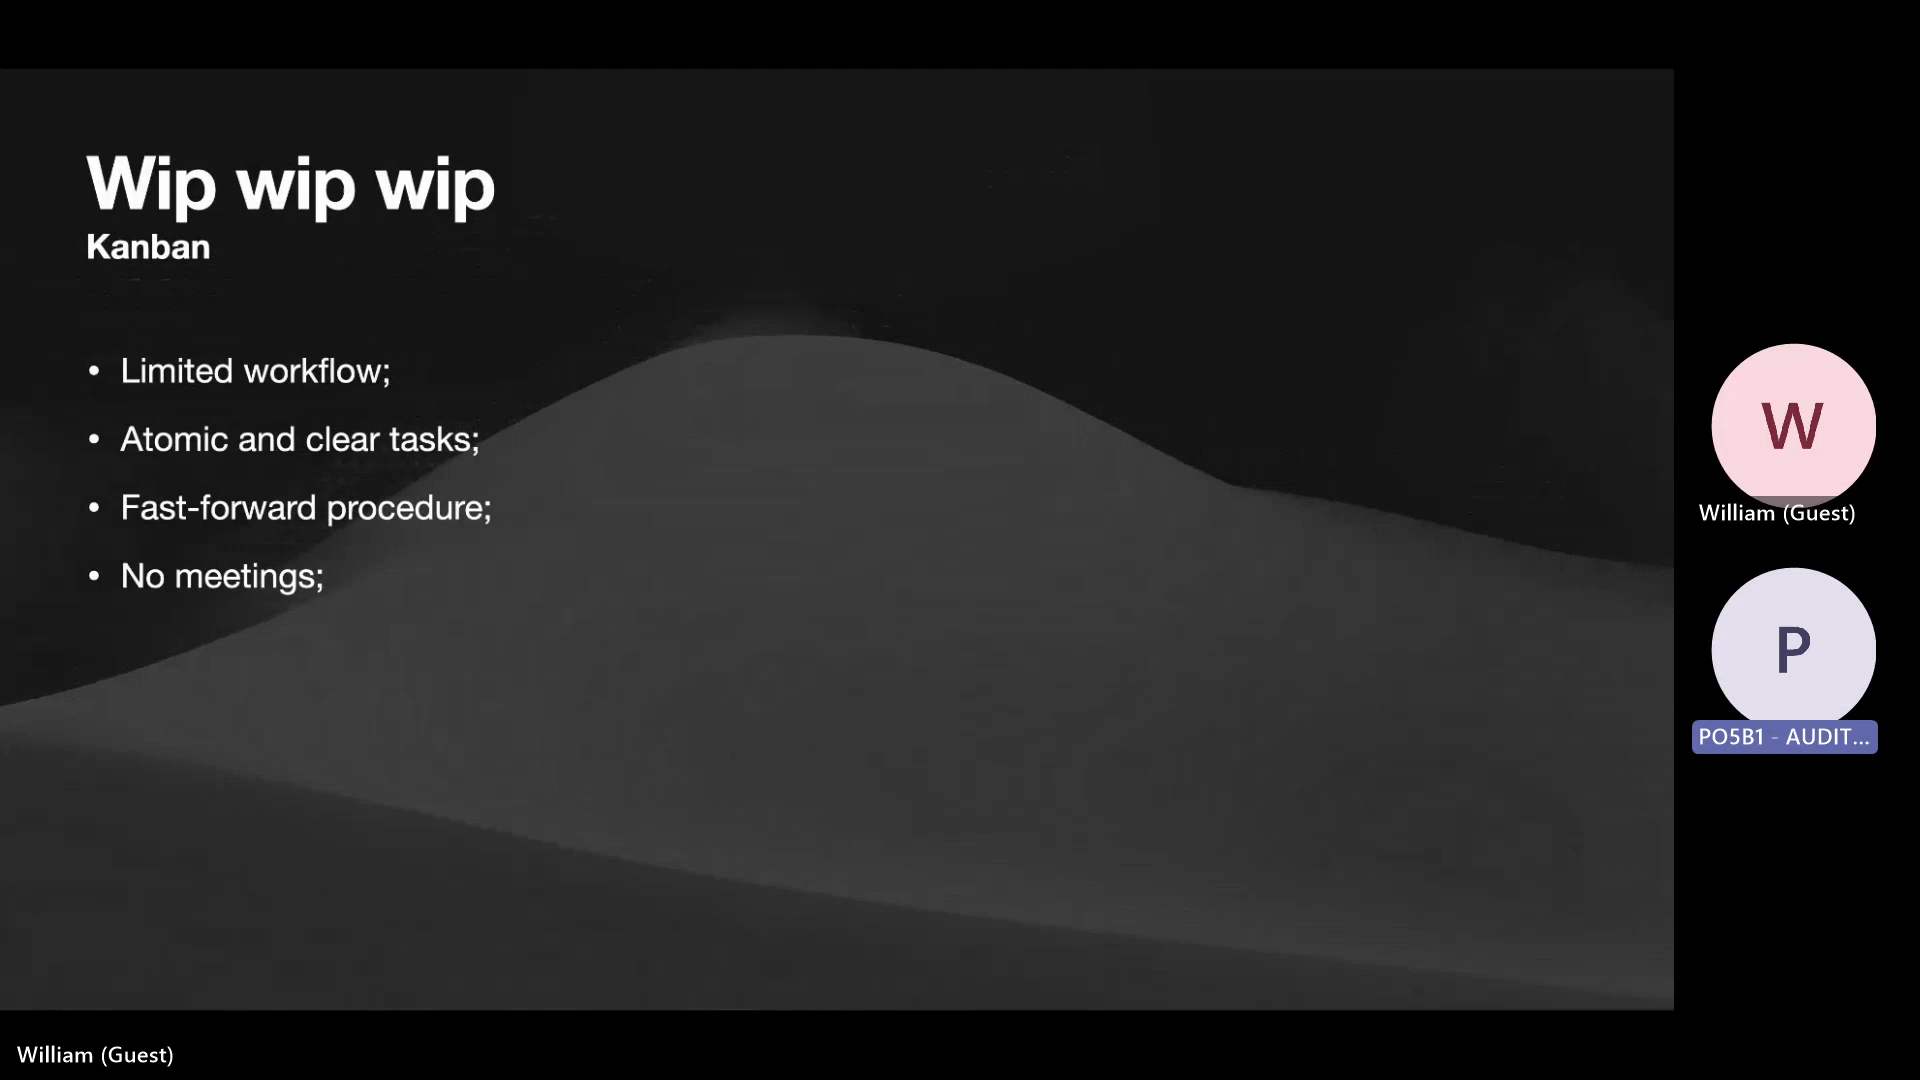 Wip wip wip
Kanban
• Limited workflow;
• Atomic and clear tasks;
• Fast-forward procedure;
• No meetings;
W
William (Guest)
P
PO5B1 - AUDIT...
William (Guest)